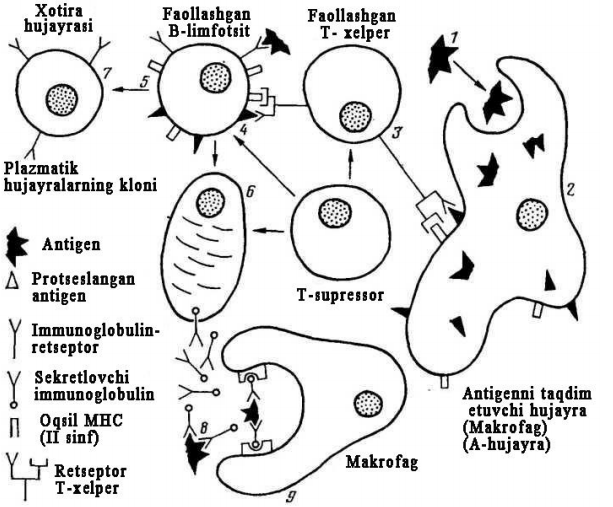 Xotira
hujayrasi
Faollashgan
B-limfotsit
Faollashgan
T- xelper
1
7
5
4
3
2
Plazmatik
hujayralarning kloni
6
Antigen
Protseslangan
antigen
T-supressor
Immunoglobulin-
retseptor
Sekretlovchi
immunoglobulin
Oqsil MHC
(II sinf)
Retseptor
T-xelper
8
Makrofag
9
Antigenni taqdim
etuvchi hujayra
(Makrofag)
(A-hujayra)